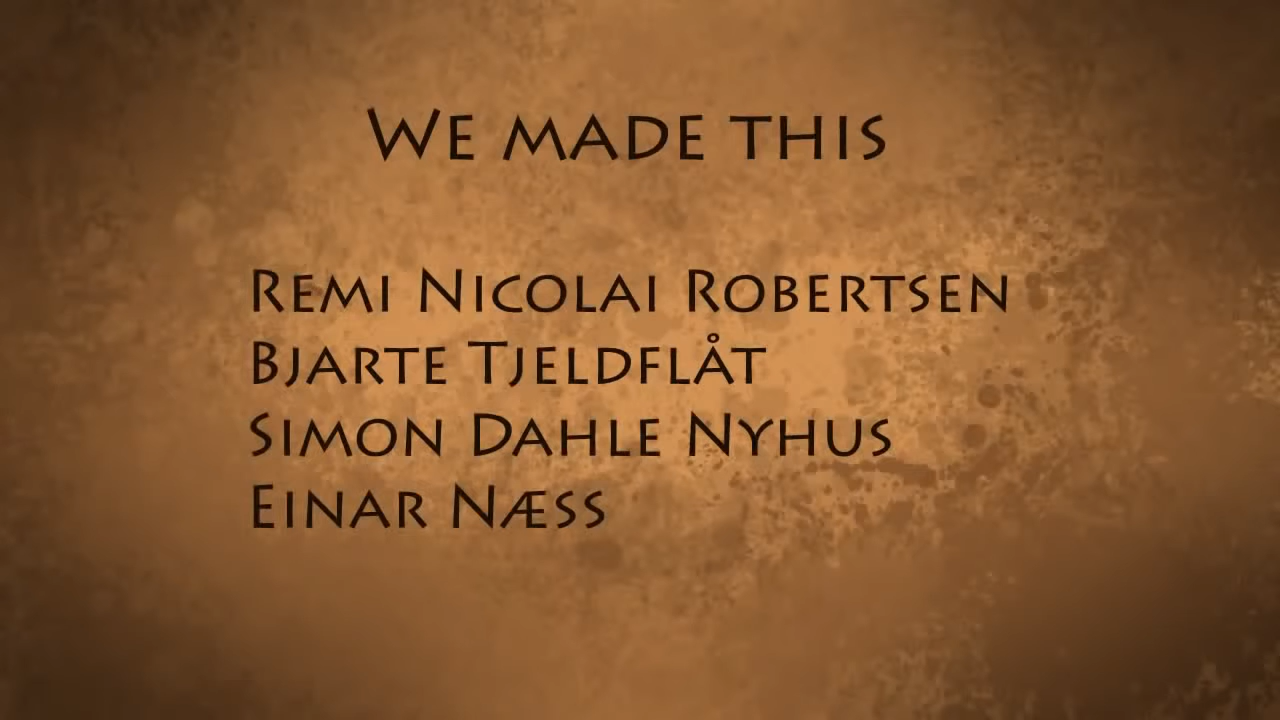 We made this
Remi Nicolai Robertsen
Bjarte Tjeldflåt
Simon Dahle Nyhus
Einar Næss